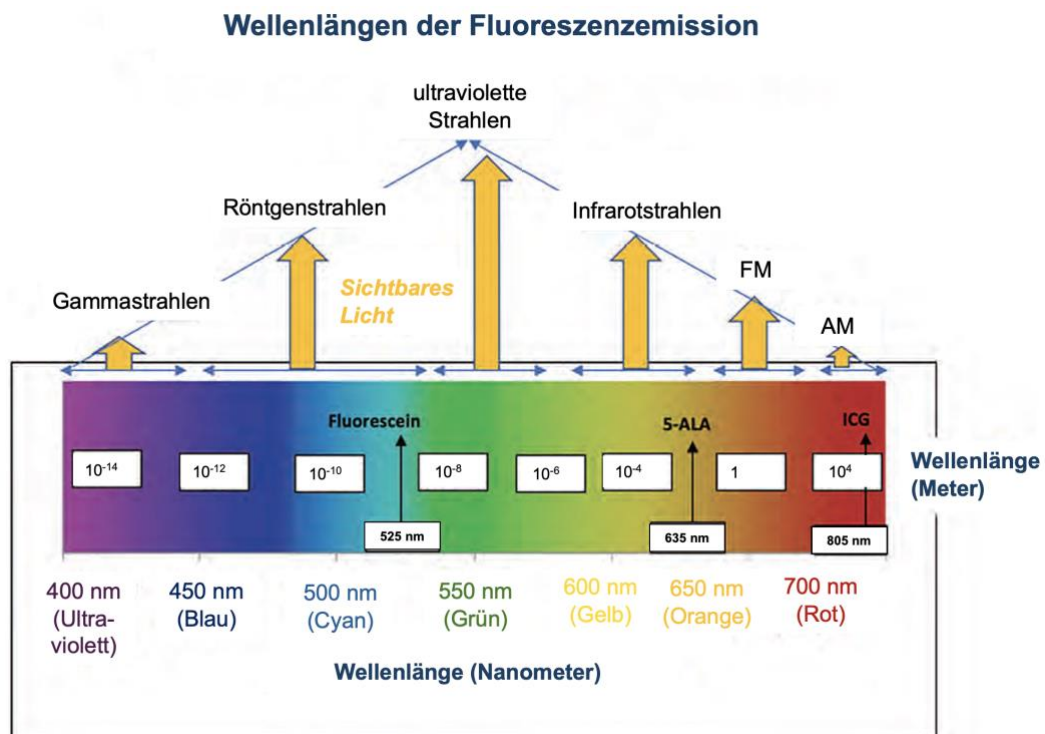 Wellenlängen der Fluoreszenzemission
ultraviolette
Strahlen
Röntgenstrahlen
Infrarotstrahlen
Sichtbares
Licht
FM
Gammastrahlen
AM
Fluorescein
5-ALA
ICG
10⁻¹⁴
10⁻¹²
10⁻¹⁰
10⁻⁸
10⁻⁶
10⁻⁴
1
10⁴
Wellenlänge
(Meter)
525 nm
635 nm
805 nm
400 nm
(Ultra-
violett)
450 nm
(Blau)
500 nm
(Cyan)
550 nm
(Grün)
600 nm
(Gelb)
650 nm
(Orange)
700 nm
(Rot)
Wellenlänge (Nanometer)